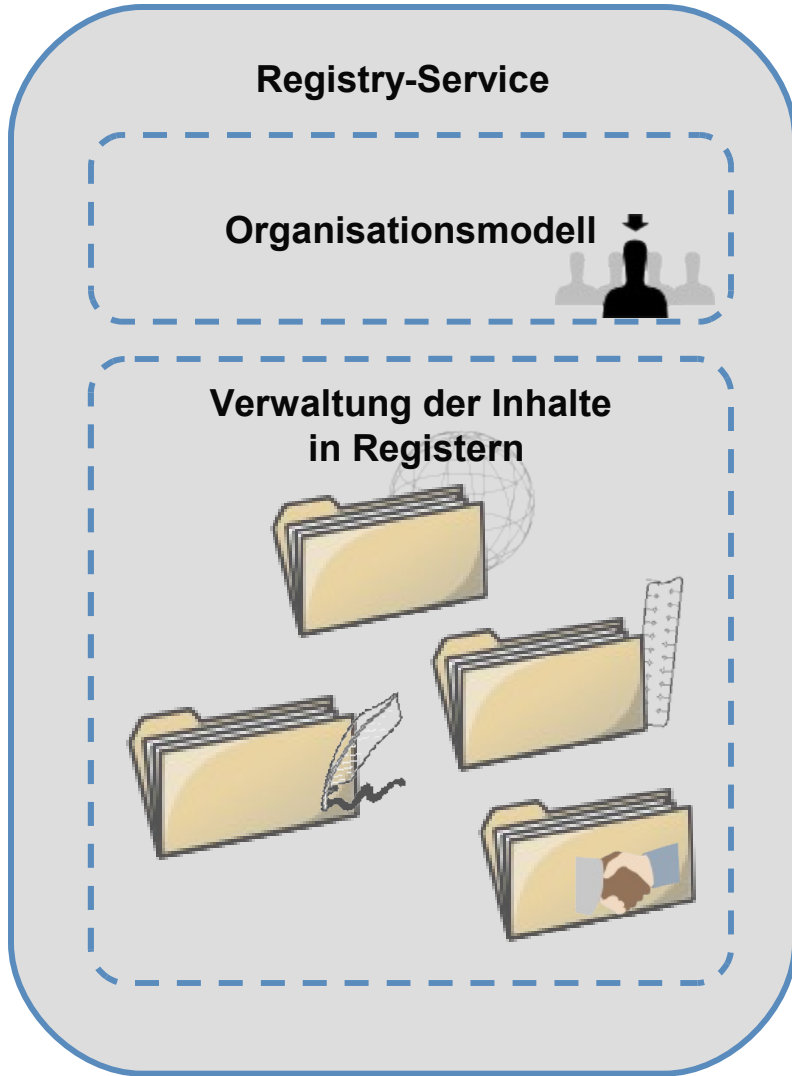 Registry-Service
Organisationsmodell
Verwaltung der Inhalte
in Registern